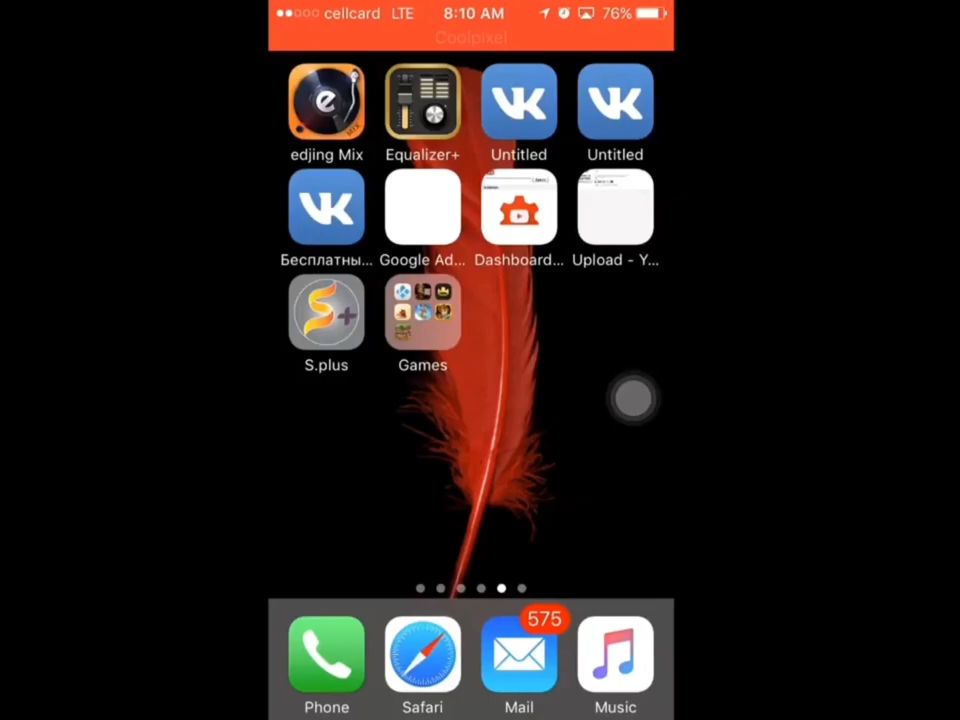 cellcard LTE 8:10 AM 76%
Coolpixel
edjing Mix Equalizer+ Untitled Untitled
Бесплатны... Google Ad... Dashboard... Upload - Y...
S.plus Games
575
Phone Safari Mail Music